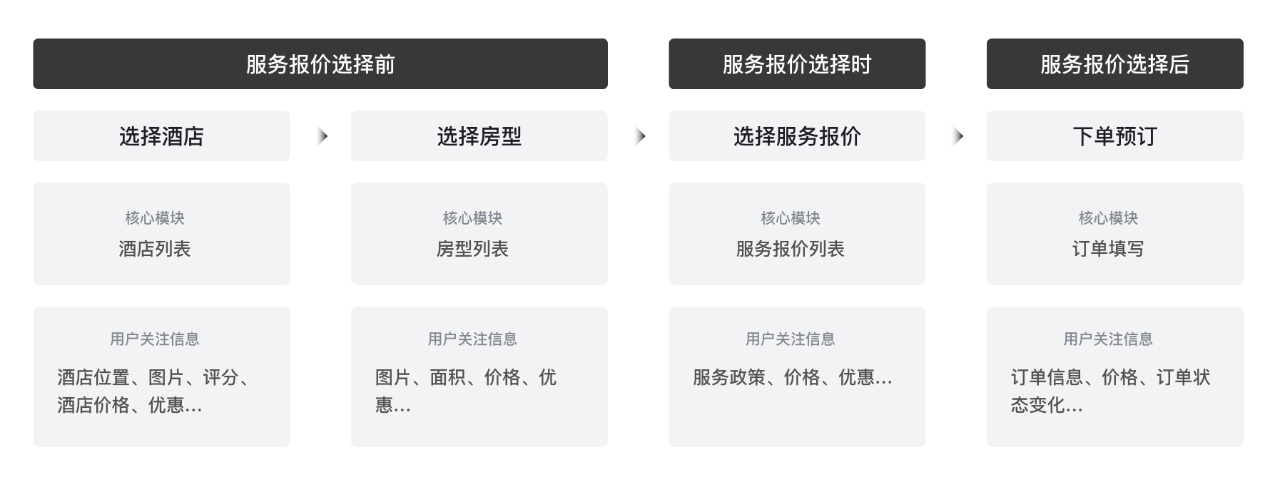 服务报价选择前
服务报价选择时
服务报价选择后
选择酒店
选择房型
选择服务报价
下单预订
核心模块
酒店列表
核心模块
房型列表
核心模块
服务报价列表
核心模块
订单填写
用户关注信息
酒店位置、图片、评分、
酒店价格、优惠...
用户关注信息
图片、面积、价格、优
惠...
用户关注信息
服务政策、价格、优惠...
用户关注信息
订单信息、价格、订单状
态变化...